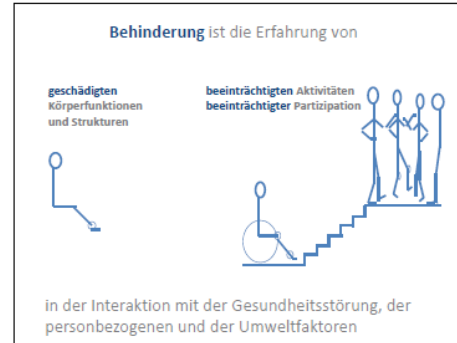 Behinderung ist die Erfahrung von
geschädigten
Körperfunktionen
und Strukturen
beeinträchtigten Aktivitäten
beeinträchtigter Partizipation
in der Interaktion mit der Gesundheitsstörung, der
personbezogenen und der Umweltfaktoren